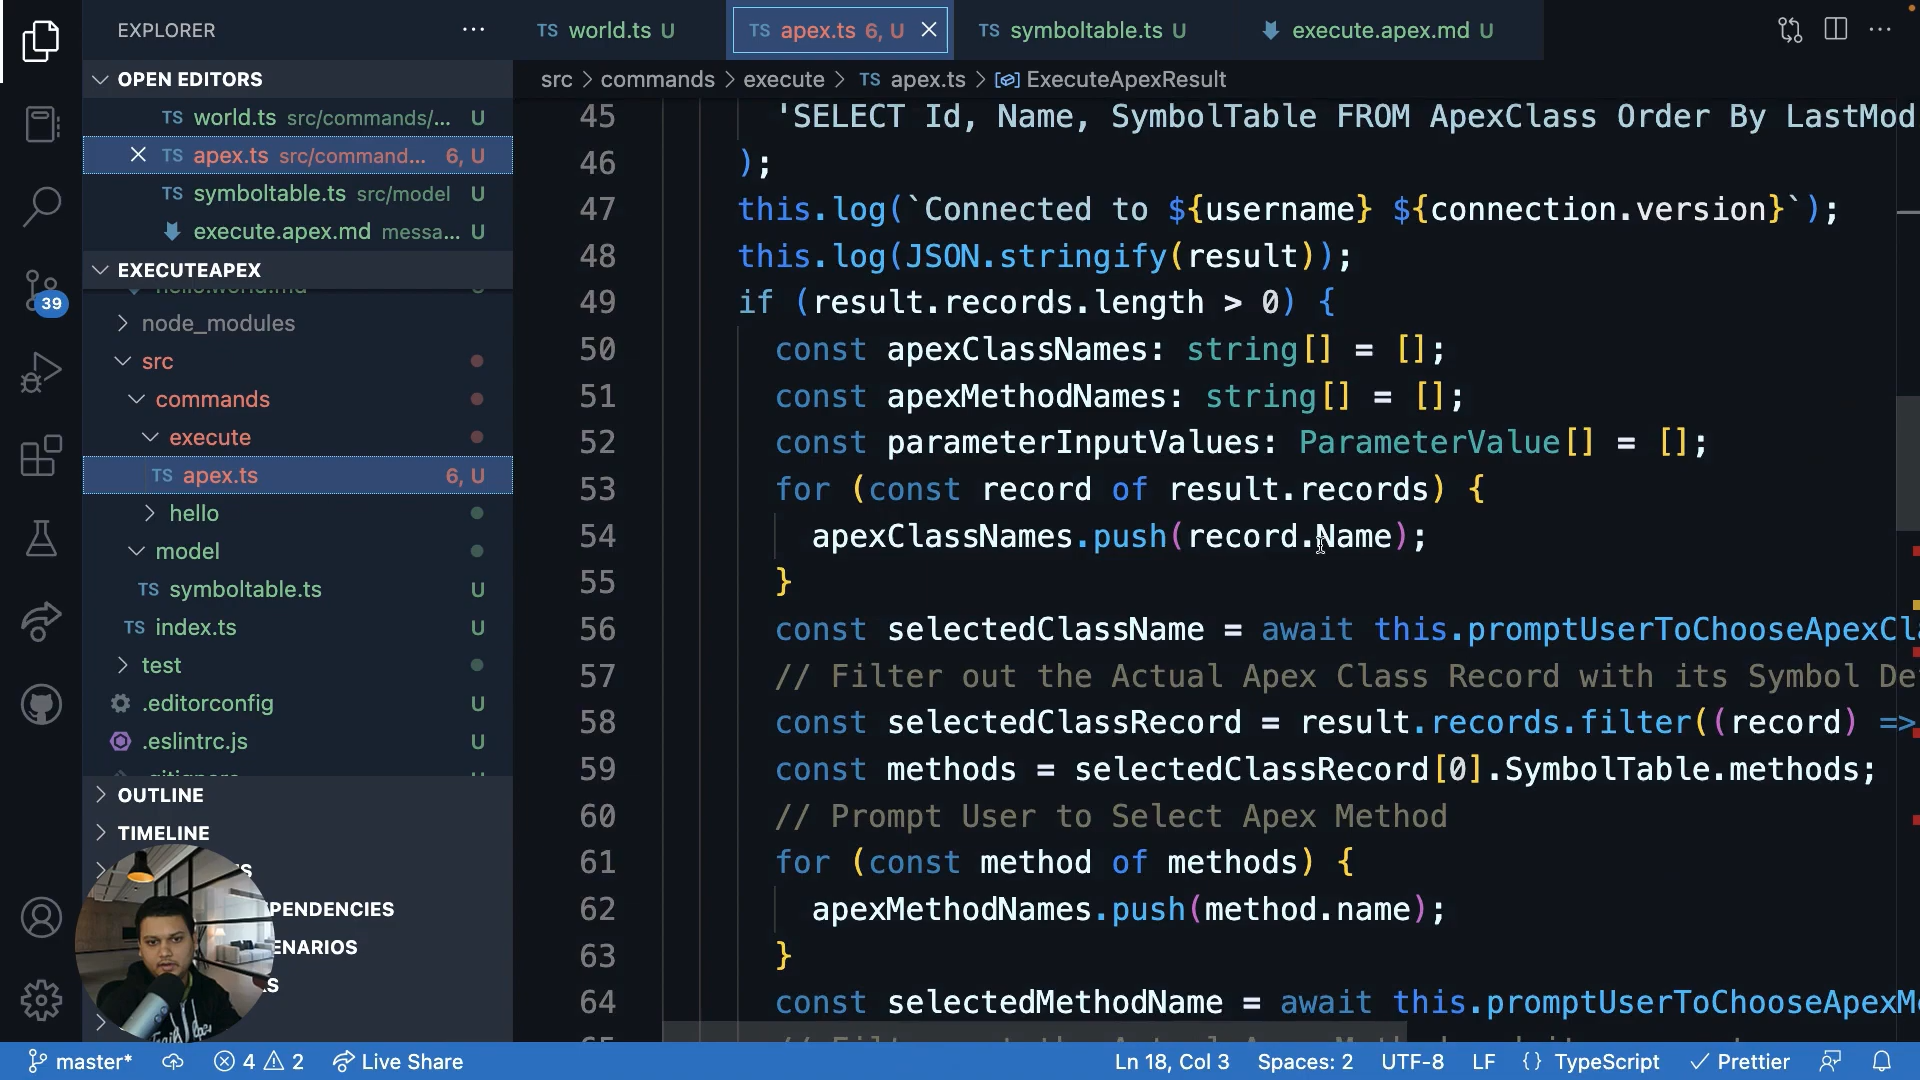 EXPLORER
OPEN EDITORS
TS world.ts src/commands/... U
TS apex.ts src/command... 6, U
TS symboltable.ts src/model U
execute.apex.md messa... U
EXECUTEAPEX
node_modules
src
commands
execute
TS apex.ts 6, U
hello
model
TS symboltable.ts U
TS index.ts U
test
.editorconfig U
.eslintrc.js U
OUTLINE
TIMELINE
TS world.ts U
TS apex.ts 6, U
TS symboltable.ts U
execute.apex.md U
src > commands > execute > TS apex.ts > ExecuteApexResult
45 'SELECT Id, Name, SymbolTable FROM ApexClass Order By LastMod
46 );
47 this.log(`Connected to ${username} ${connection.version}`);
48 this.log(JSON.stringify(result));
49 if (result.records.length > 0) {
50 const apexClassNames: string[] = [];
51 const apexMethodNames: string[] = [];
52 const parameterInputValues: ParameterValue[] = [];
53 for (const record of result.records) {
54 apexClassNames.push(record.Name);
55 }
56 const selectedClassName = await this.promptUserToChooseApexCl
57 // Filter out the Actual Apex Class Record with its Symbol De
58 const selectedClassRecord = result.records.filter((record) =>
59 const methods = selectedClassRecord[0].SymbolTable.methods;
60 // Prompt User to Select Apex Method
61 for (const method of methods) {
62 apexMethodNames.push(method.name);
63 }
64 const selectedMethodName = await this.promptUserToChooseApexM
39
master* 4 2 Live Share
Ln 18, Col 3 Spaces: 2 UTF-8 LF {} TypeScript Prettier